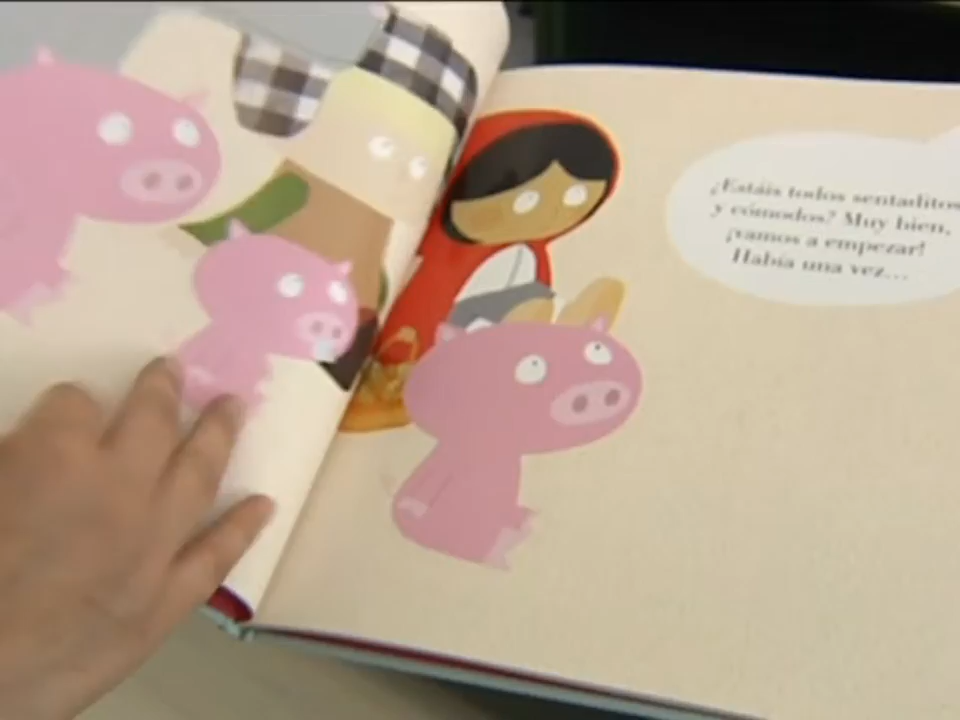 ¿Estáis todos sentaditos
y cómodos? Muy bien,
¡vamos a empezar!
Había una vez...